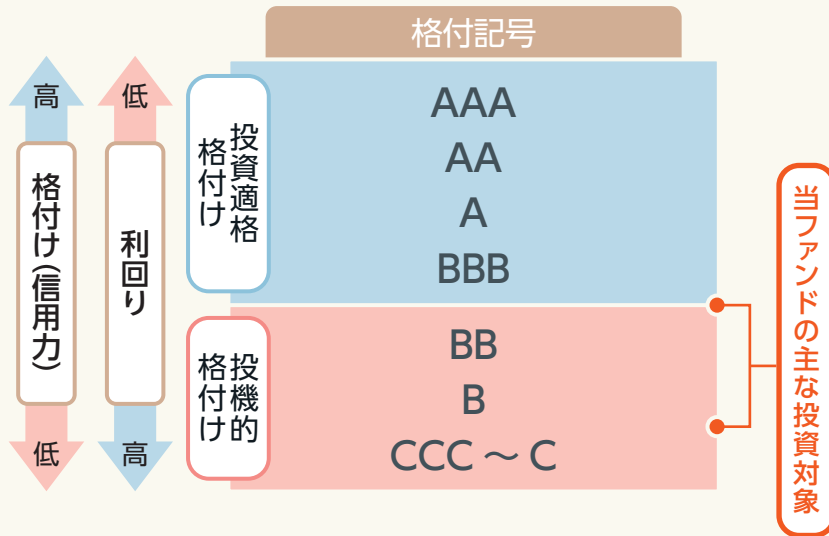 格付記号
高
格付け(信用力)
低
低
利回り
高
投資適格
格付け
AAA
AA
A
BBB
投機的
格付け
BB
B
CCC ～ C
当ファンドの主な投資対象